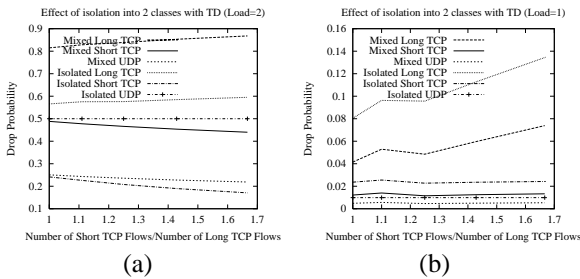 Effect of isolation into 2 classes with TD (Load=2)
0.9
0.8
0.7
0.6
0.5
0.4
0.3
0.2
0.1
Drop Probability
Mixed Long TCP
Mixed Short TCP
Mixed UDP
Isolated Long TCP
Isolated Short TCP
Isolated UDP
1 1.1 1.2 1.3 1.4 1.5 1.6 1.7
Number of Short TCP Flows/Number of Long TCP Flows
(a)
Effect of isolation into 2 classes with TD (Load=1)
0.16
0.14
0.12
0.1
0.08
0.06
0.04
0.02
0
Drop Probability
Mixed Long TCP
Mixed Short TCP
Mixed UDP
Isolated Long TCP
Isolated Short TCP
Isolated UDP
1 1.1 1.2 1.3 1.4 1.5 1.6 1.7
Number of Short TCP Flows/Number of Long TCP Flows
(b)